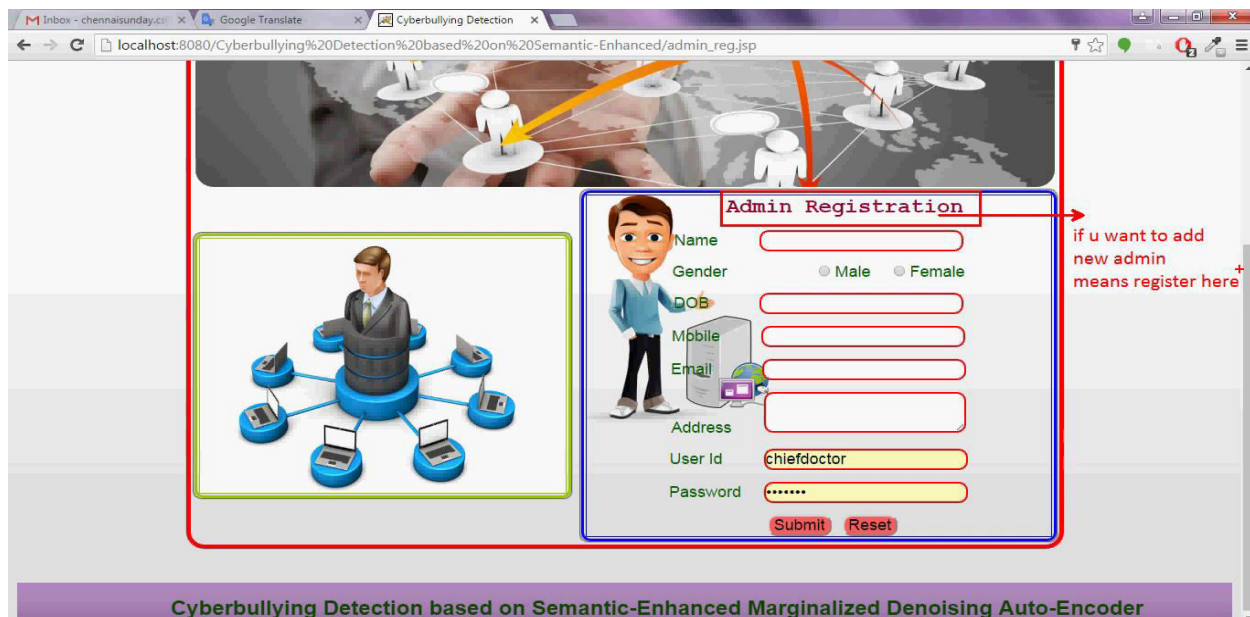 Inbox - chennaisunday.cs
Google Translate
Cyberbullying Detection
localhost:8080/Cyberbullying%20Detection%20based%20on%20Semantic-Enhanced/admin_reg.jsp
2
Admin Registration
if u want to add
new admin
means register here
Name
Gender Male Female
DOB
Mobile
Email
Address
User Id chiefdoctor
Password •••••••
Submit Reset
Cyberbullying Detection based on Semantic-Enhanced Marginalized Denoising Auto-Encoder